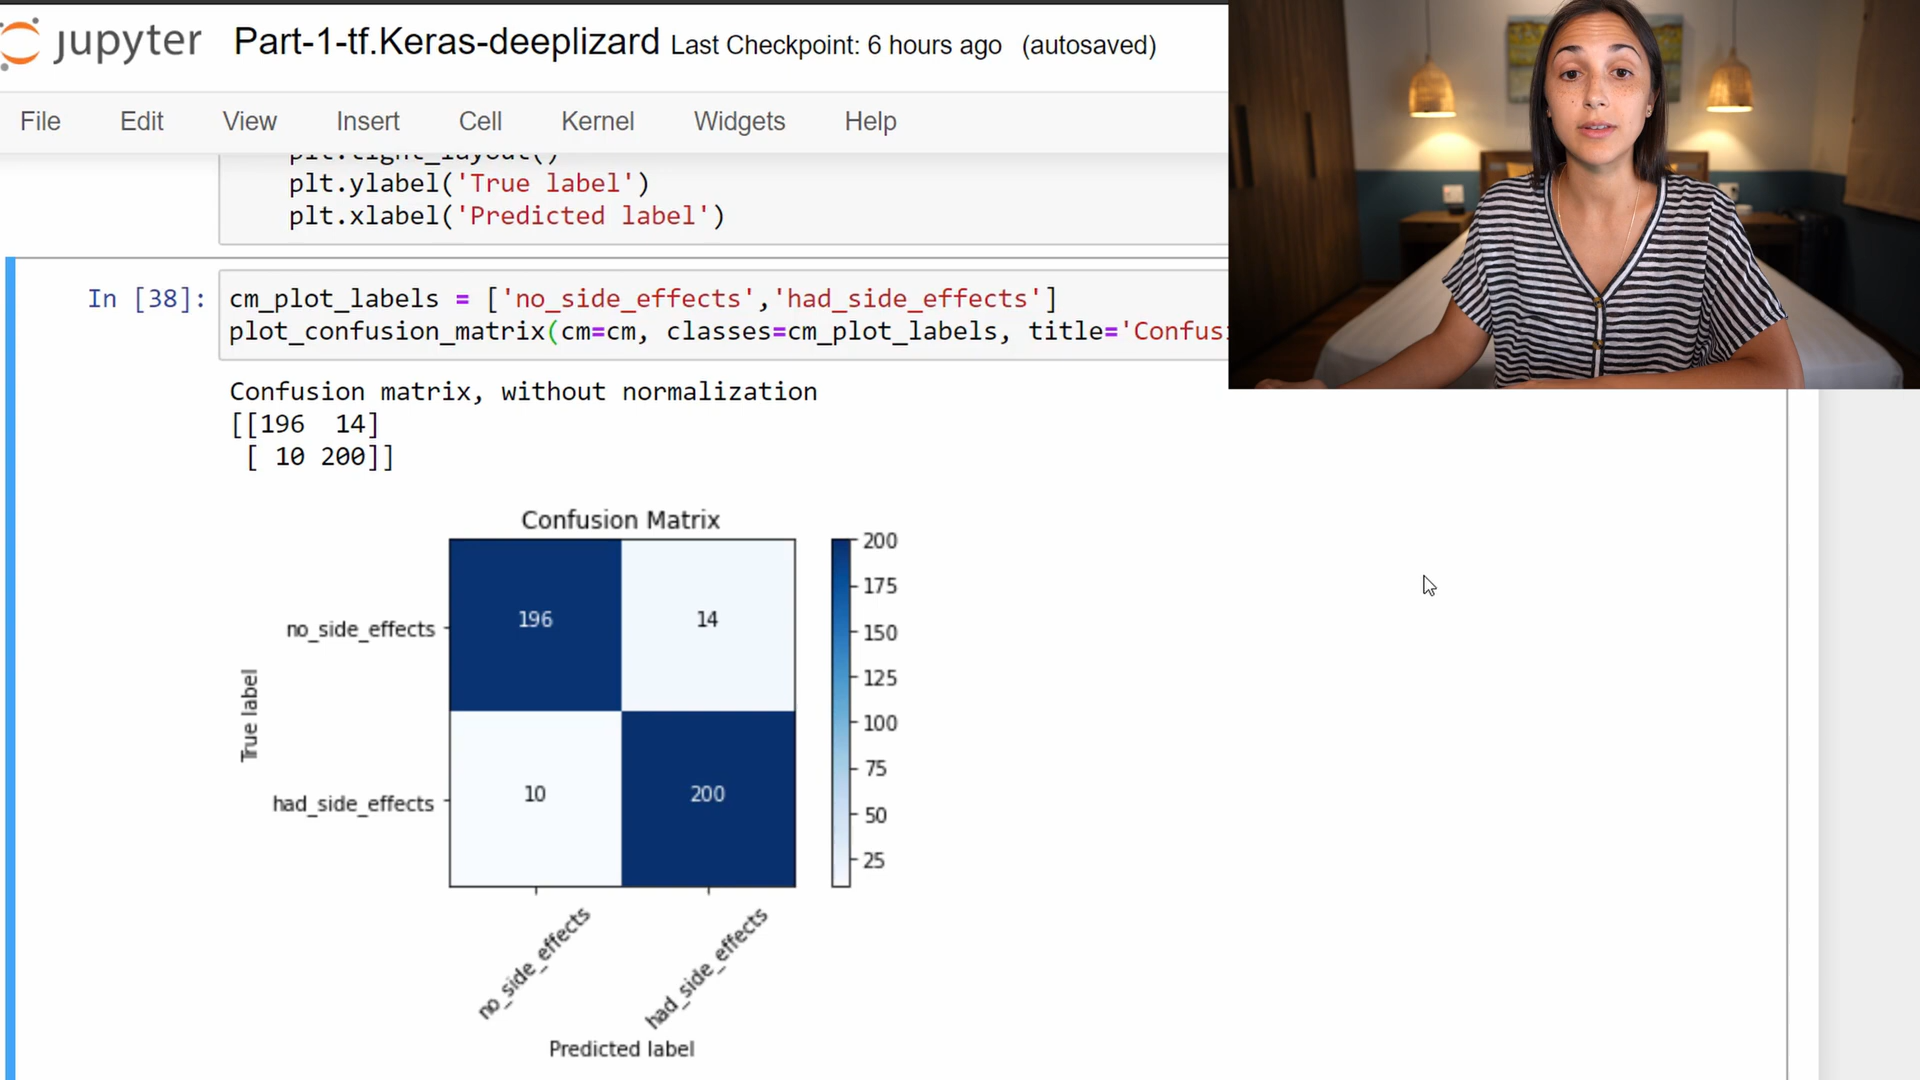 jupyter Part-1-tf.Keras-deeplizard Last Checkpoint: 6 hours ago (autosaved)
File Edit View Insert Cell Kernel Widgets Help
plt.tight_layout()
plt.ylabel('True label')
plt.xlabel('Predicted label')
In [38]: cm_plot_labels = ['no_side_effects','had_side_effects']
plot_confusion_matrix(cm=cm, classes=cm_plot_labels, title='Confus
Confusion matrix, without normalization
[[196 14]
[ 10 200]]
Confusion Matrix
200
175
150
125
100
75
50
25
no_side_effects
196 14
had_side_effects
10 200
True label
no_side_effects
had_side_effects
Predicted label